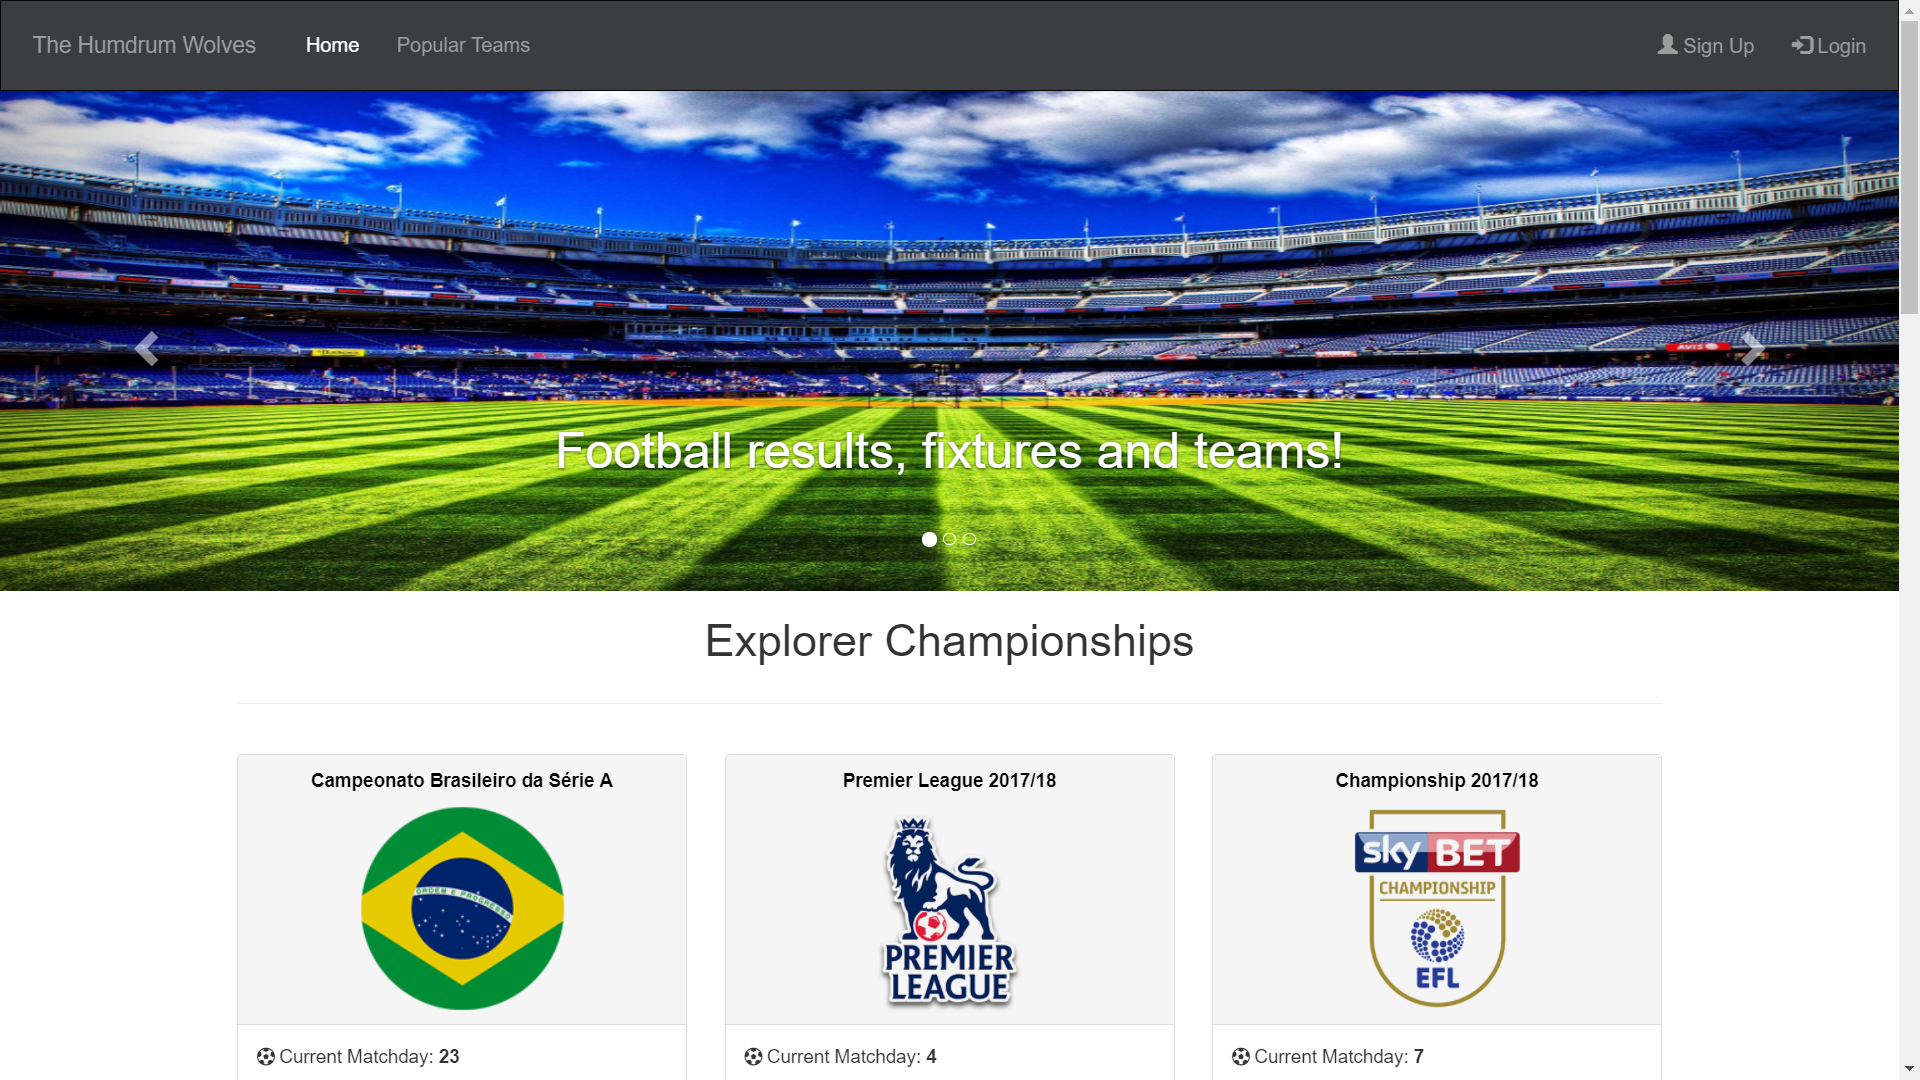 The Humdrum Wolves
Home
Popular Teams
Sign Up
Login
AVIS
Football results, fixtures and teams!
Explorer Championships
Campeonato Brasileiro da Série A
ORDEM E PROGRESSO
Current Matchday: 23
Premier League 2017/18
PREMIER
LEAGUE
Current Matchday: 4
Championship 2017/18
sky BET
CHAMPIONSHIP
EFL
Current Matchday: 7